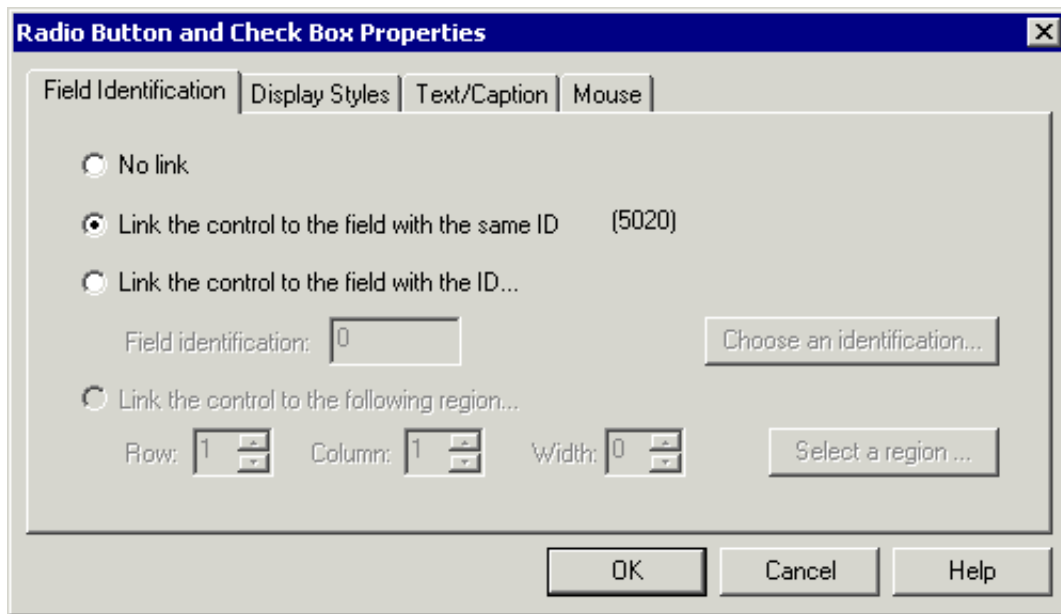 Radio Button and Check Box Properties
Field Identification Display Styles Text/Caption Mouse
No link
Link the control to the field with the same ID (5020)
Link the control to the field with the ID...
Field identification: 0 Choose an identification...
Link the control to the following region...
Row: 1 Column: 1 Width: 0 Select a region ...
OK Cancel Help